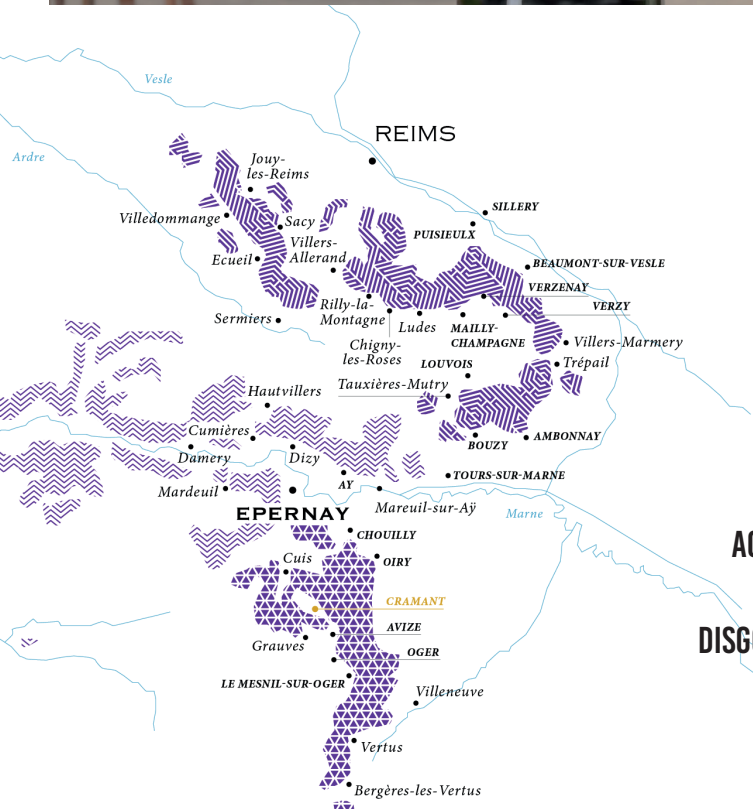 Vesle
REIMS
Ardre
Jouy-
les-Reims
SILLERY
Villedommange
Sacy
PUISIEULX
Villers-
Allerand
Ecueil
BEAUMONT-SUR-VESLE
VERZENAY
VERZY
Rilly-la-
Montagne
Sermiers
Ludes
MAILLY-
CHAMPAGNE
Villers-Marmery
Chigny-
les-Roses
LOUVOIS
Trépail
Tauxières-Mutry
Hautvillers
Cumières
AMBONNAY
BOUZY
Damery
Dizy
TOURS-SUR-MARNE
AY
Mardeuil
Mareuil-sur-Aÿ
EPERNAY
Marne
CHOUILLY
Cuis
OIRY
CRAMANT
AVIZE
Grauves
OGER
LE MESNIL-SUR-OGER
Villeneuve
Vertus
Bergères-les-Vertus